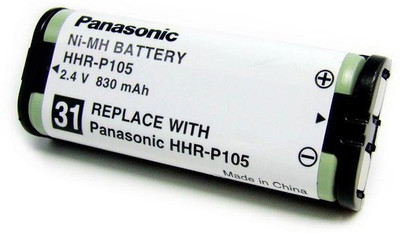 Panasonic
Ni-MH BATTERY
HHR-P105
2.4 V 830 mAh
31 REPLACE WITH
Panasonic HHR-P105
Made in China
+
−